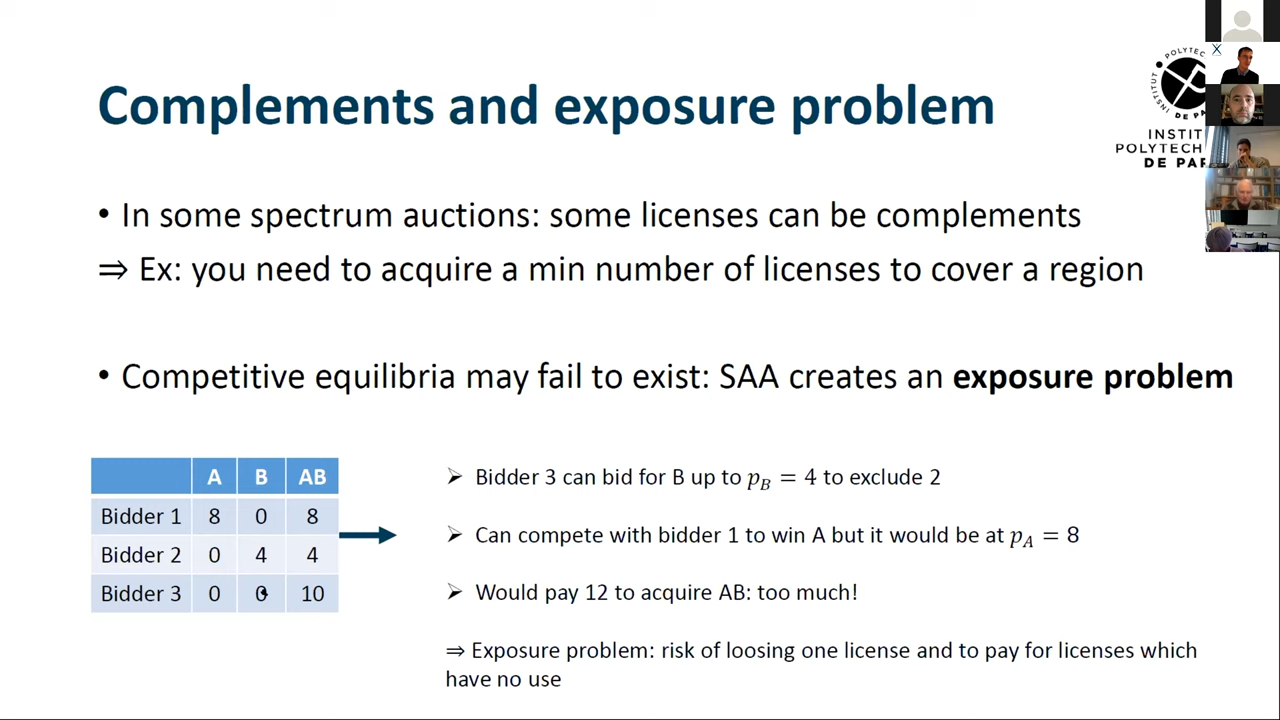 Complements and exposure problem
INSTIT
POLYTECH
DE PAR
• In some spectrum auctions: some licenses can be complements
⇒ Ex: you need to acquire a min number of licenses to cover a region
• Competitive equilibria may fail to exist: SAA creates an exposure problem
A B AB
Bidder 1 8 0 8
Bidder 2 0 4 4
Bidder 3 0 0 10
➢ Bidder 3 can bid for B up to p_B = 4 to exclude 2
➢ Can compete with bidder 1 to win A but it would be at p_A = 8
➢ Would pay 12 to acquire AB: too much!
⇒ Exposure problem: risk of loosing one license and to pay for licenses which
have no use